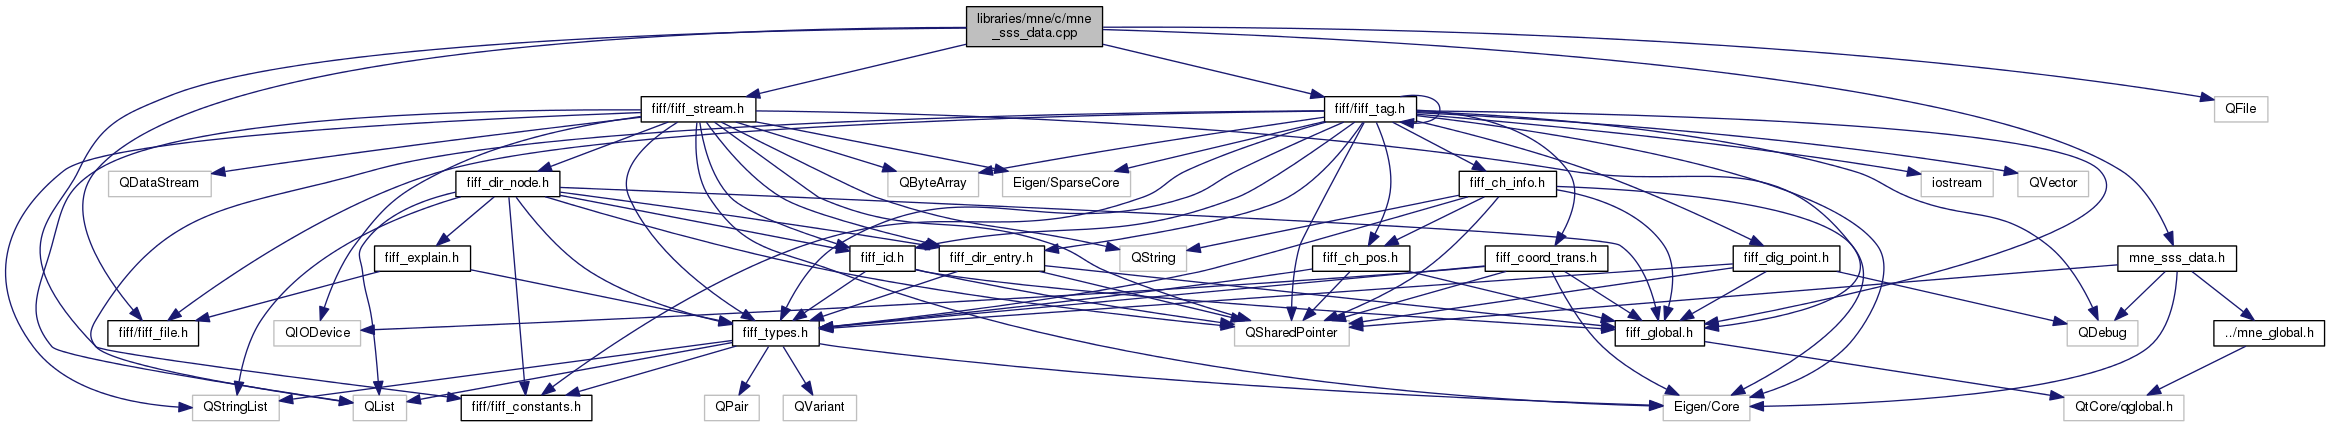 libraries/mne/c/mne
_sss_data.cpp
fiff/fiff_stream.h
fiff/fiff_tag.h
QFile
QDataStream
fiff_dir_node.h
QByteArray
Eigen/SparseCore
fiff_ch_info.h
iostream
QVector
fiff_explain.h
fiff_id.h
fiff_dir_entry.h
QString
fiff_ch_pos.h
fiff_coord_trans.h
fiff_dig_point.h
mne_sss_data.h
fiff/fiff_file.h
QIODevice
fiff_types.h
QSharedPointer
fiff_global.h
QDebug
../mne_global.h
QStringList
QList
fiff/fiff_constants.h
QPair
QVariant
Eigen/Core
QtCore/qglobal.h